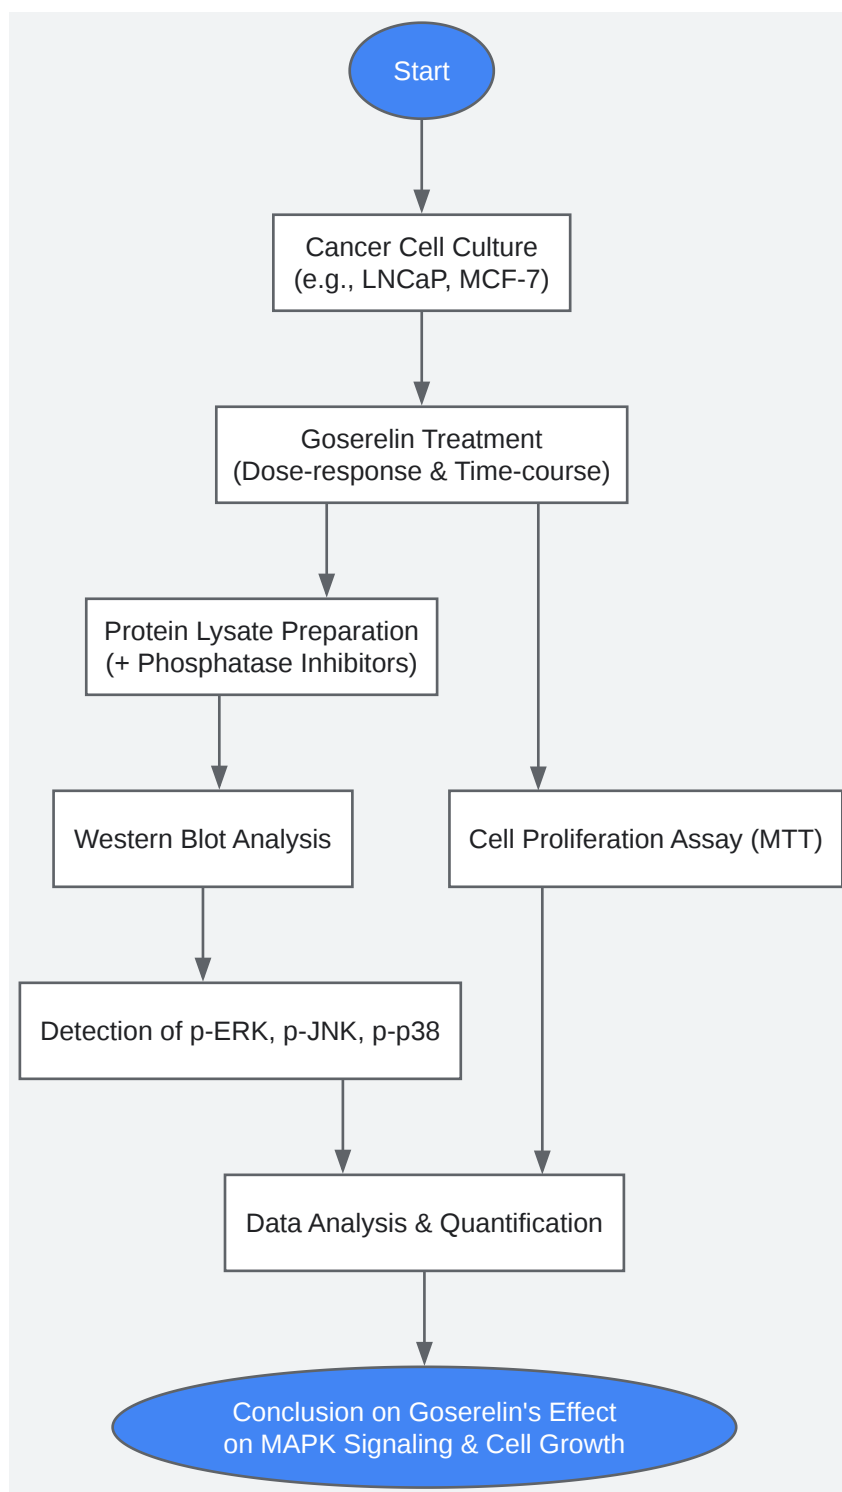 Start
Cancer Cell Culture
(e.g., LNCaP, MCF-7)
Goserelin Treatment
(Dose-response & Time-course)
Protein Lysate Preparation
(+ Phosphatase Inhibitors)
Western Blot Analysis
Cell Proliferation Assay (MTT)
Detection of p-ERK, p-JNK, p-p38
Data Analysis & Quantification
Conclusion on Goserelin's Effect
on MAPK Signaling & Cell Growth